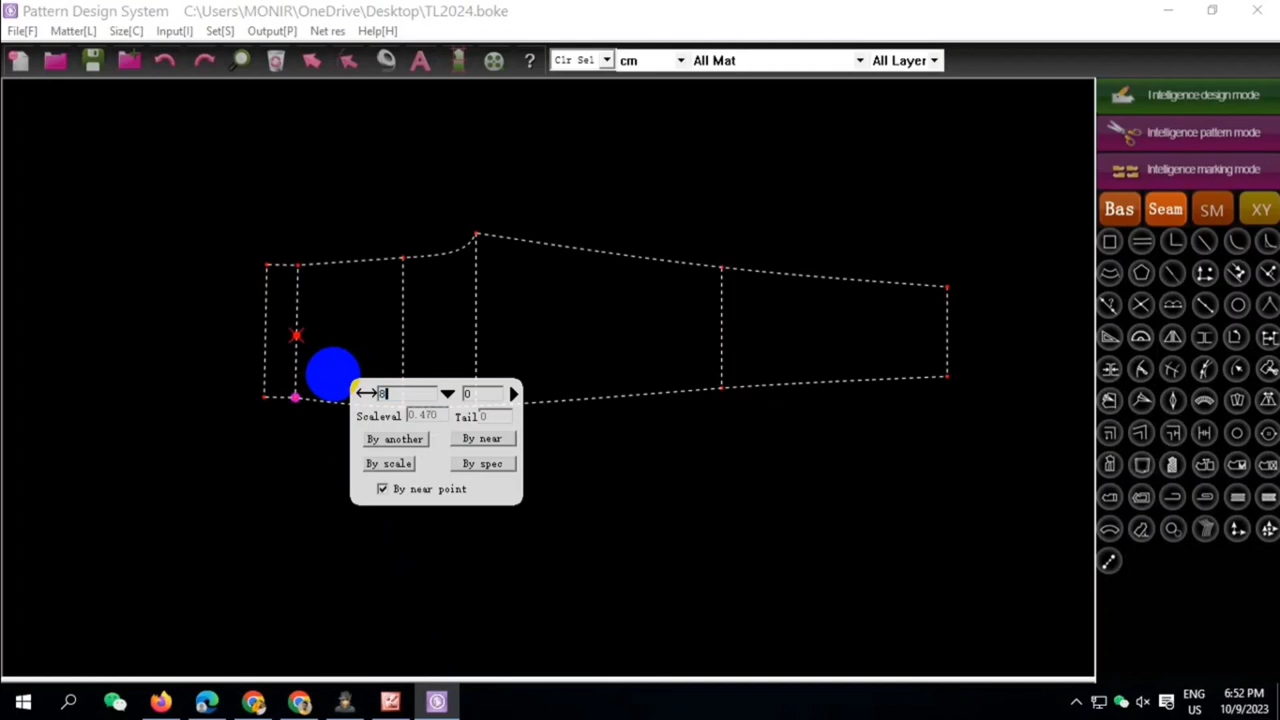 Pattern Design System C:\Users\MONIR\OneDrive\Desktop\TL2024.boke
File[F] Matter[L] Size[C] Input[I] Set[S] Output[P] Net res Help[H]
A ? Clr Sel cm All Mat All Layer
Intelligence design mode
Intelligence pattern mode
Intelligence marking mode
Bas Seam SM XY
8 0
Scaleval 0.470 Tail 0
By another By near
By scale By spec
By near point
ENG 6:52 PM
US 10/9/2023